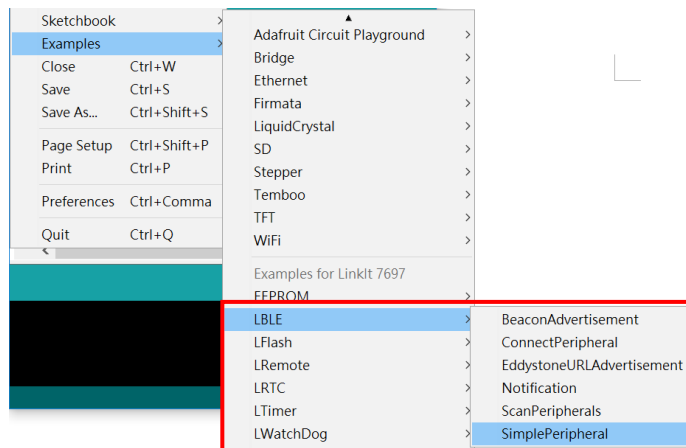 Sketchbook
Examples
Close Ctrl+W
Save Ctrl+S
Save As... Ctrl+Shift+S
Page Setup Ctrl+Shift+P
Print Ctrl+P
Preferences Ctrl+Comma
Quit Ctrl+Q
Adafruit Circuit Playground
Bridge
Ethernet
Firmata
LiquidCrystal
SD
Stepper
Temboo
TFT
WiFi
Examples for LinkIt 7697
EEPROM
LBLE
LFlash
LRemote
LRTC
LTimer
LWatchDog
BeaconAdvertisement
ConnectPeripheral
EddystoneURLAdvertisement
Notification
ScanPeripherals
SimplePeripheral